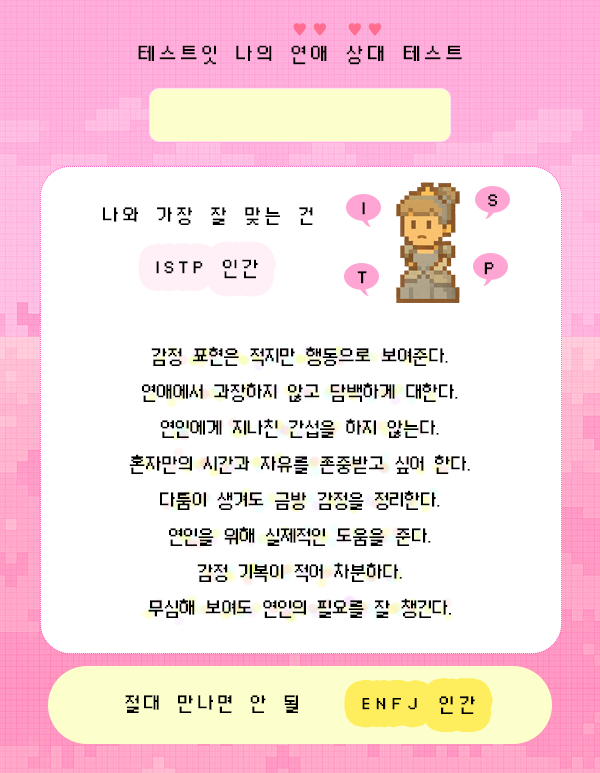 테스트잇 나의 연애 상대 테스트
나와 가장 잘 맞는 건
ISTP 인간
I
S
T
P
감정 표현은 적지만 행동으로 보여준다.
연애에서 과장하지 않고 담백하게 대한다.
연인에게 지나친 간섭을 하지 않는다.
혼자만의 시간과 자유를 존중받고 싶어 한다.
다툼이 생겨도 금방 감정을 정리한다.
연인을 위해 실제적인 도움을 준다.
감정 기복이 적어 차분하다.
무심해 보여도 연인의 필요를 잘 챙긴다.
절대 만나면 안 될 ENFJ 인간